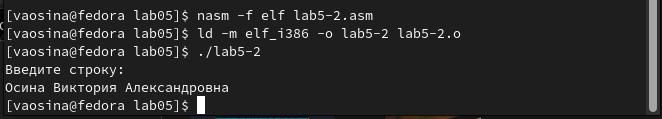 [vaosina@fedora lab05]$ nasm -f elf lab5-2.asm
[vaosina@fedora lab05]$ ld -m elf_i386 -o lab5-2 lab5-2.o
[vaosina@fedora lab05]$ ./lab5-2
Введите строку:
Осина Виктория Александровна
[vaosina@fedora lab05]$